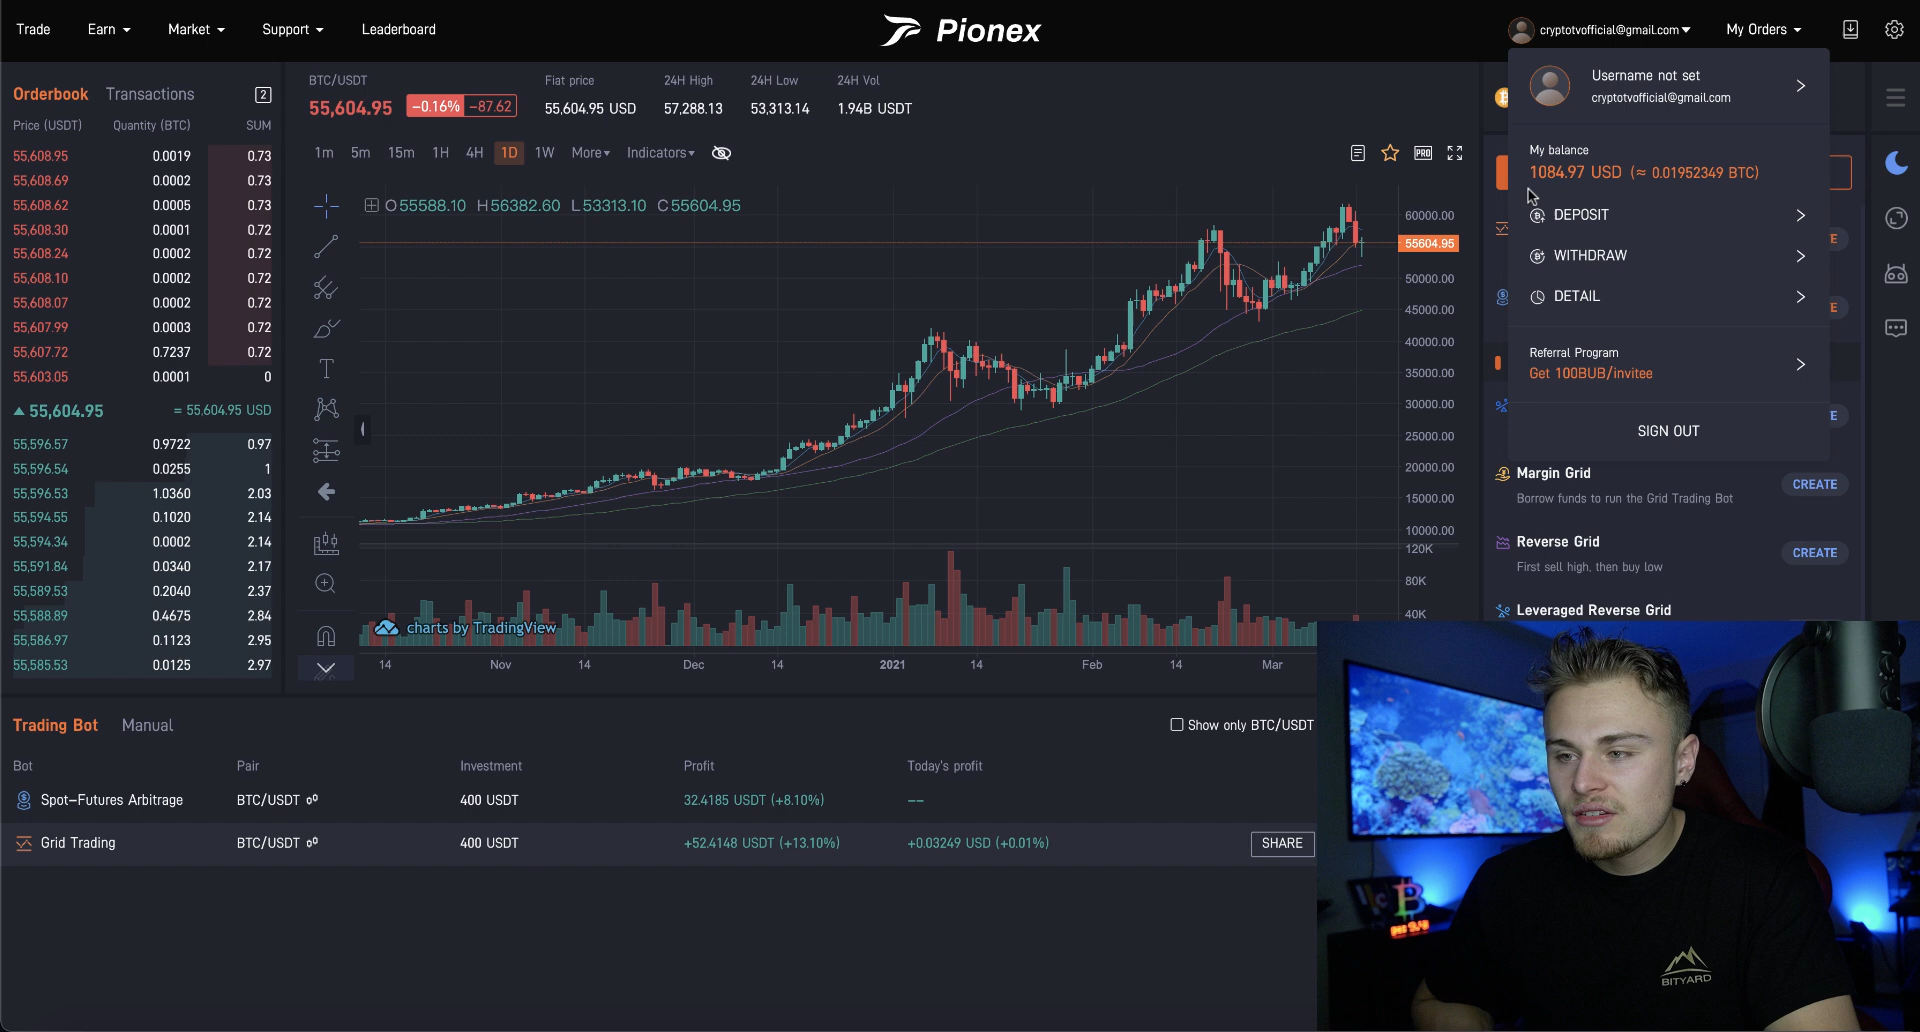 Trade
Earn
Market
Support
Leaderboard
Pionex
cryptotvofficial@gmail.com
My Orders
Orderbook
Transactions
2
Price (USDT) Quantity (BTC) SUM
55,608.95 0.0019 0.73
55,608.69 0.0002 0.73
55,608.62 0.0005 0.73
55,608.30 0.0001 0.72
55,608.24 0.0002 0.72
55,608.10 0.0002 0.72
55,608.07 0.0002 0.72
55,607.99 0.0003 0.72
55,607.72 0.7237 0.72
55,603.05 0.0001 0
55,604.95 = 55,604.95 USD
55,596.57 0.9722 0.97
55,596.54 0.0255 1
55,596.53 1.0360 2.03
55,594.55 0.1020 2.14
55,594.34 0.0002 2.14
55,591.84 0.0340 2.17
55,589.53 0.2040 2.37
55,588.89 0.4675 2.84
55,586.97 0.1123 2.95
55,585.53 0.0125 2.97
BTC/USDT
55,604.95 -0.16% -87.62
Fiat price
55,604.95 USD
24H High
57,288.13
24H Low
53,313.14
24H Vol
1.94B USDT
1m 5m 15m 1H 4H 1D 1W More Indicators
PRO
O55588.10 H56382.60 L53313.10 C55604.95
60000.00
55604.95
50000.00
45000.00
40000.00
35000.00
30000.00
25000.00
20000.00
15000.00
10000.00
120K
80K
40K
charts by TradingView
14 Nov 14 Dec 14 2021 14 Feb 14 Mar
Username not set
cryptotvofficial@gmail.com
My balance
1084.97 USD (≈ 0.01952349 BTC)
DEPOSIT
WITHDRAW
DETAIL
Referral Program
Get 100BUB/invitee
SIGN OUT
E
E
E
Margin Grid
Borrow funds to run the Grid Trading Bot
CREATE
Reverse Grid
First sell high, then buy low
CREATE
Leveraged Reverse Grid
Trading Bot
Manual
Show only BTC/USDT
Bot Pair Investment Profit Today's profit
Spot-Futures Arbitrage BTC/USDT 400 USDT 32.4185 USDT (+8.10%) --
Grid Trading BTC/USDT 400 USDT +52.4148 USDT (+13.10%) +0.03249 USD (+0.01%) SHARE
BITYARD